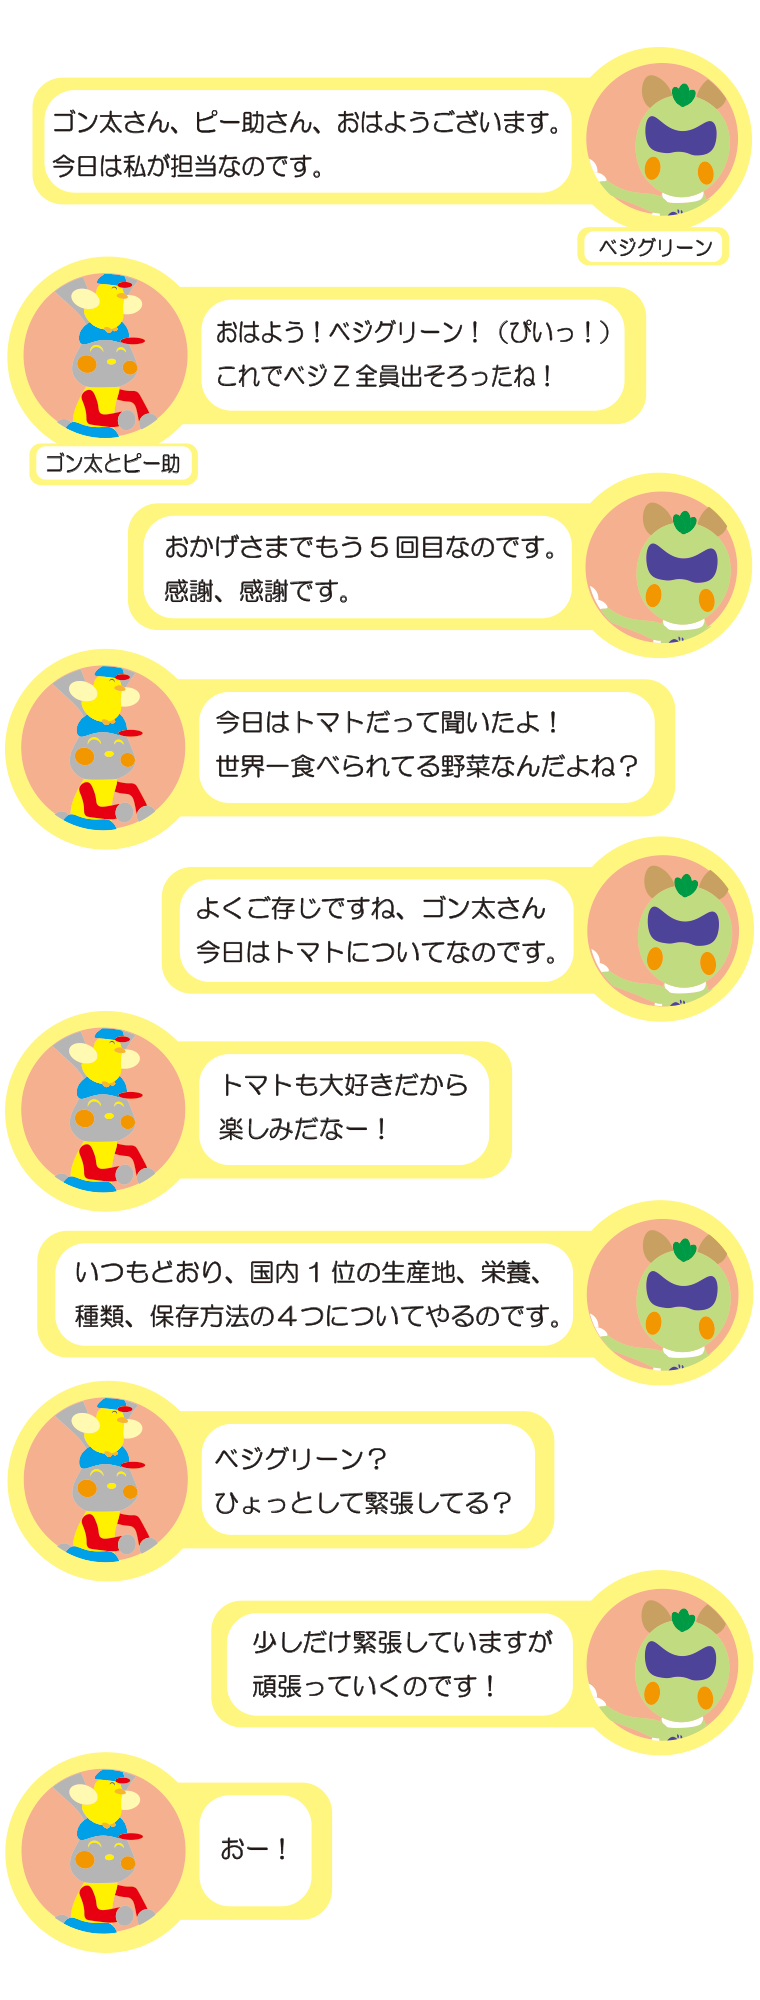 ゴン太さん、ピー助さん、おはようございます。
今日は私が担当なのです。
ベジグリーン
おはよう！ベジグリーン！（ぴいっ！）
これでベジZ全員出そろったね！
ゴン太とピー助
おかげさまでもう５回目なのです。
感謝、感謝です。
今日はトマトだって聞いたよ！
世界一食べられてる野菜なんだよね？
よくご存じですね、ゴン太さん
今日はトマトについてなのです。
トマトも大好きだから
楽しみだなー！
いつもどおり、国内1位の生産地、栄養、
種類、保存方法の４つについてやるのです。
ベジグリーン？
ひょっとして緊張してる？
少しだけ緊張していますが
頑張っていくのです！
おー！